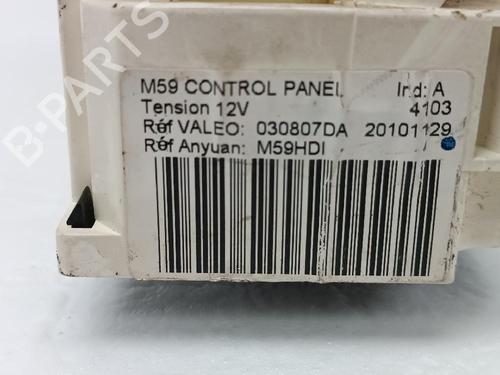 B-PARTS
M59 CONTROL PANEL Ind: A
Tension 12V 4103
Réf VALEO: 030807DA 20101129
Réf Anyuan: M59HDI